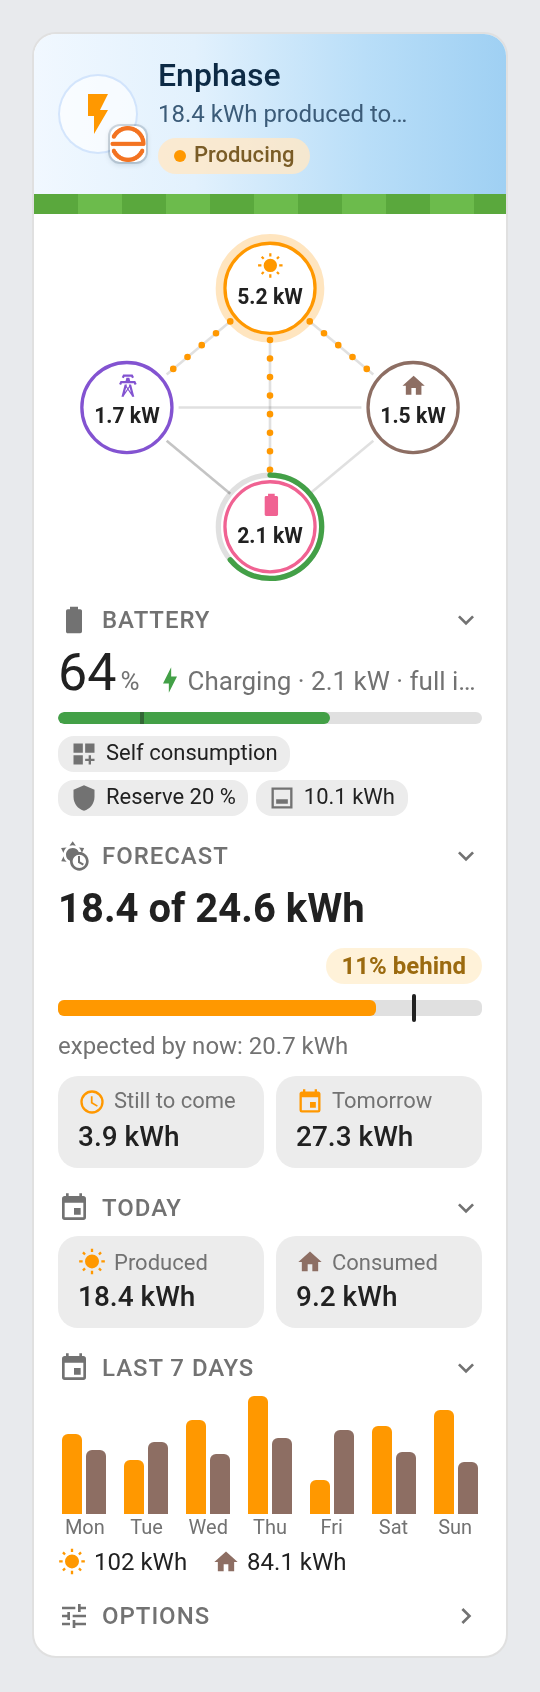 Enphase
18.4 kWh produced to...
Producing
5.2 kW
1.7 kW
1.5 kW
2.1 kW
BATTERY
64 %
Charging · 2.1 kW · full i...
Self consumption
Reserve 20 %
10.1 kWh
FORECAST
18.4 of 24.6 kWh
11% behind
expected by now: 20.7 kWh
Still to come
3.9 kWh
Tomorrow
27.3 kWh
TODAY
Produced
18.4 kWh
Consumed
9.2 kWh
LAST 7 DAYS
Mon Tue Wed Thu Fri Sat Sun
102 kWh
84.1 kWh
OPTIONS